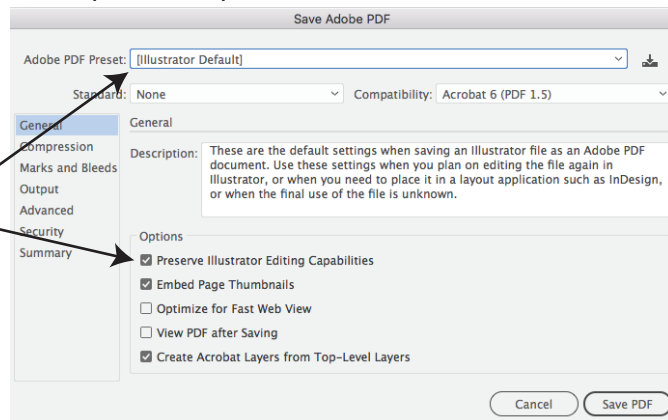 Save Adobe PDF
Adobe PDF Preset: [Illustrator Default]
Standard: None Compatibility: Acrobat 6 (PDF 1.5)
General
Compression
Marks and Bleeds
Output
Advanced
Security
Summary
General
Description: These are the default settings when saving an Illustrator file as an Adobe PDF
document. Use these settings when you plan on editing the file again in
Illustrator, or when you need to place it in a layout application such as InDesign,
or when the final use of the file is unknown.
Options
Preserve Illustrator Editing Capabilities
Embed Page Thumbnails
Optimize for Fast Web View
View PDF after Saving
Create Acrobat Layers from Top-Level Layers
Cancel Save PDF